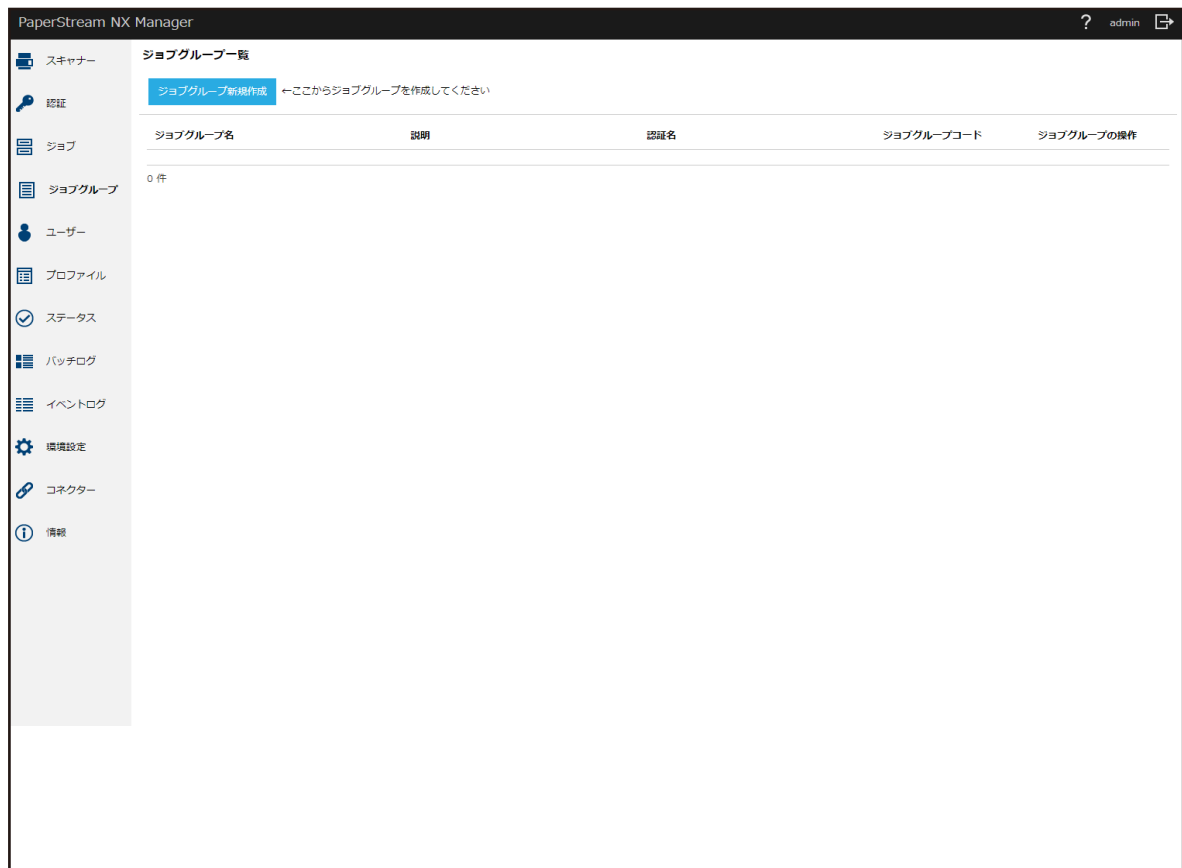 PaperStream NX Manager
? admin
スキャナー
認証
ジョブ
ジョブグループ
ユーザー
プロファイル
ステータス
バッチログ
イベントログ
環境設定
コネクター
情報
ジョブグループ一覧
ジョブグループ新規作成 ←ここからジョブグループを作成してください
ジョブグループ名 説明 認証名 ジョブグループコード ジョブグループの操作
0 件